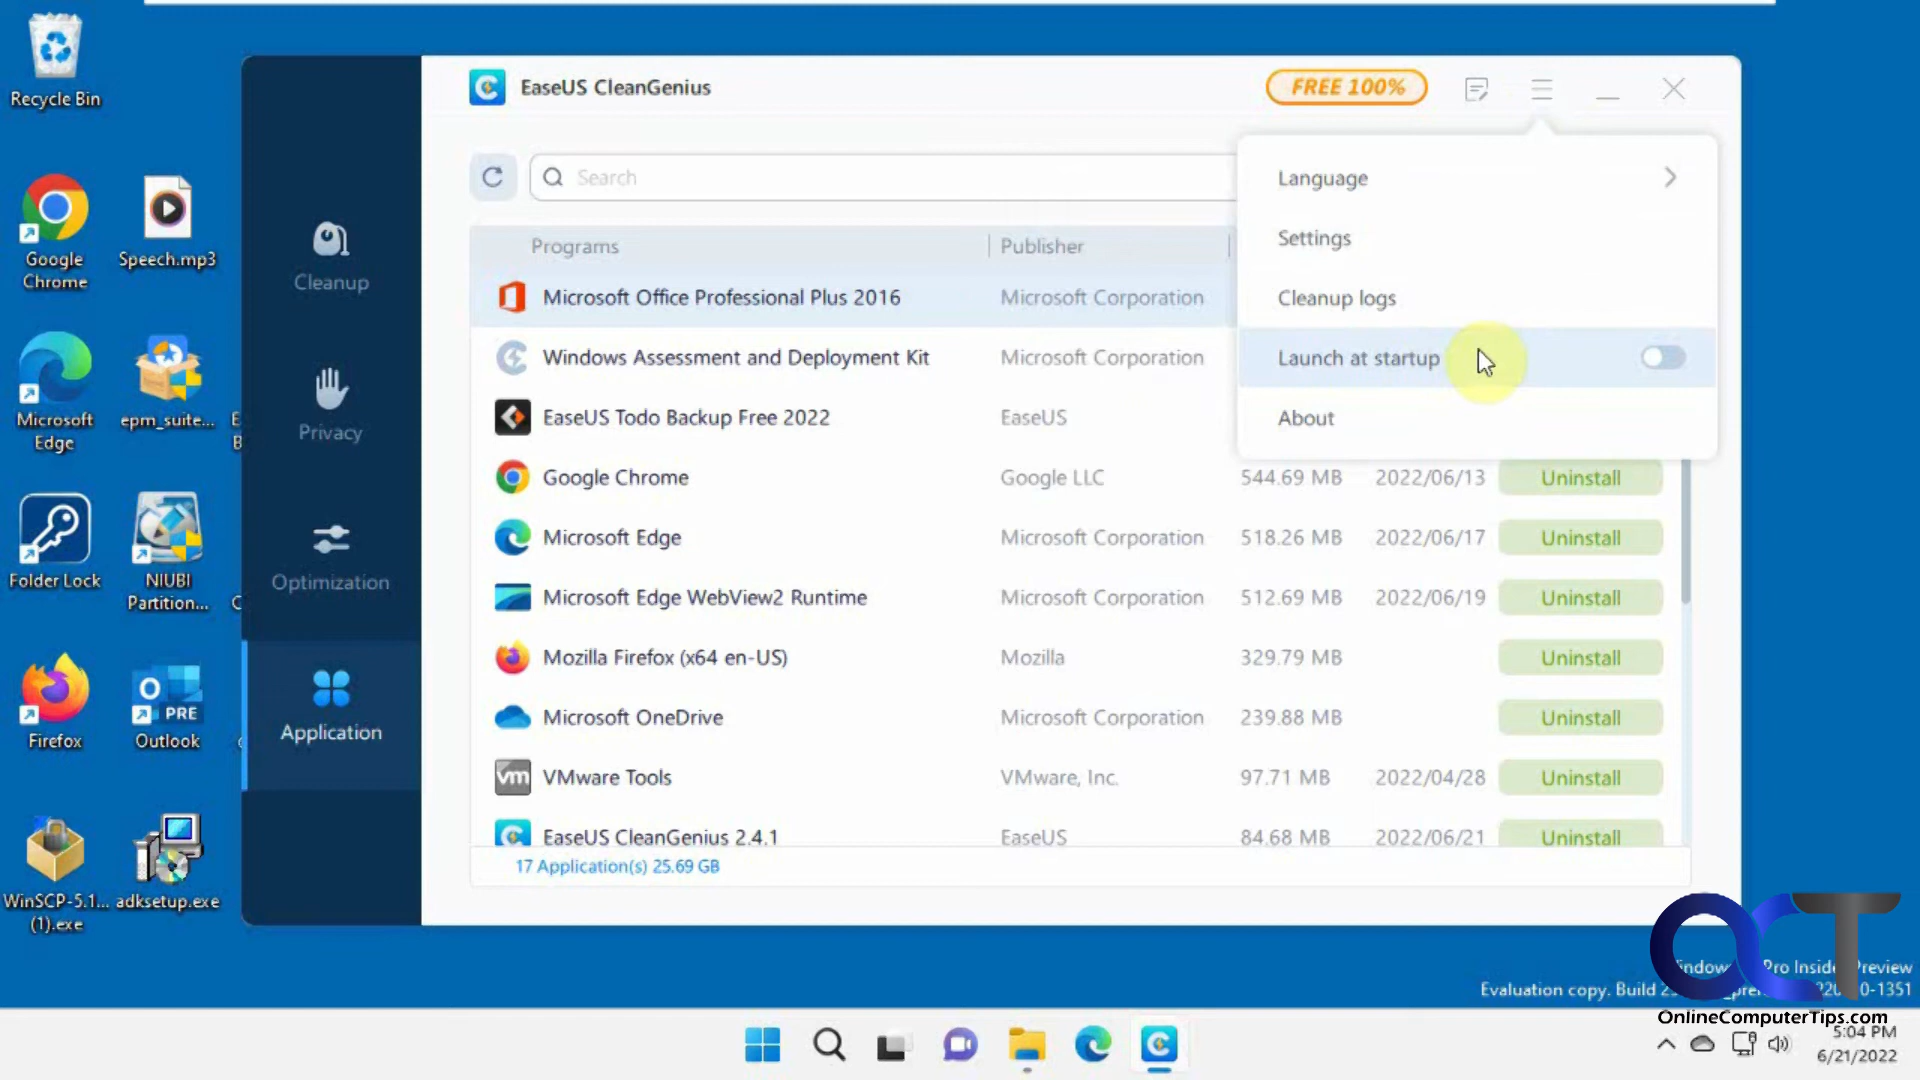 Recycle Bin
Google
Chrome
Speech.mp3
Microsoft
Edge
epm_suite...
E
B
Folder Lock
NIUBI
Partition...
C
Firefox
Outlook
PRE
WinSCP-5.1...
(1).exe
adksetup.exe
EaseUS CleanGenius
FREE 100%
Cleanup
Privacy
Optimization
Application
Search
Language
Settings
Cleanup logs
Launch at startup
About
Programs Publisher
Microsoft Office Professional Plus 2016 Microsoft Corporation
Windows Assessment and Deployment Kit Microsoft Corporation
EaseUS Todo Backup Free 2022 EaseUS
Google Chrome Google LLC 544.69 MB 2022/06/13 Uninstall
Microsoft Edge Microsoft Corporation 518.26 MB 2022/06/17 Uninstall
Microsoft Edge WebView2 Runtime Microsoft Corporation 512.69 MB 2022/06/19 Uninstall
Mozilla Firefox (x64 en-US) Mozilla 329.79 MB Uninstall
Microsoft OneDrive Microsoft Corporation 239.88 MB Uninstall
vm VMware Tools VMware, Inc. 97.71 MB 2022/04/28 Uninstall
EaseUS CleanGenius 2.4.1 EaseUS 84.68 MB 2022/06/21 Uninstall
17 Application(s) 25.69 GB
Pro Insider Preview
Evaluation copy. Build
OCT
OnlineComputerTips.com
5:04 PM
6/21/2022